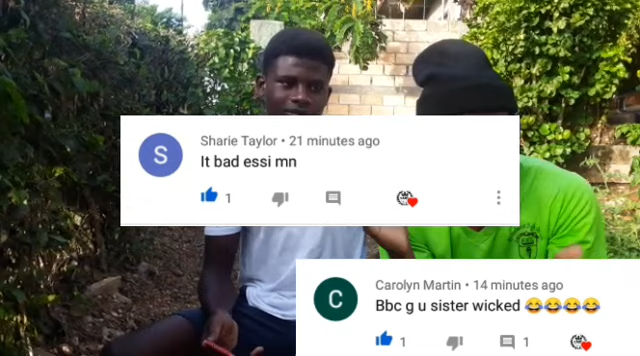 S
Sharie Taylor • 21 minutes ago
It bad essi mn
1
C
Carolyn Martin • 14 minutes ago
Bbc g u sister wicked 😂😂😂😂
1 1